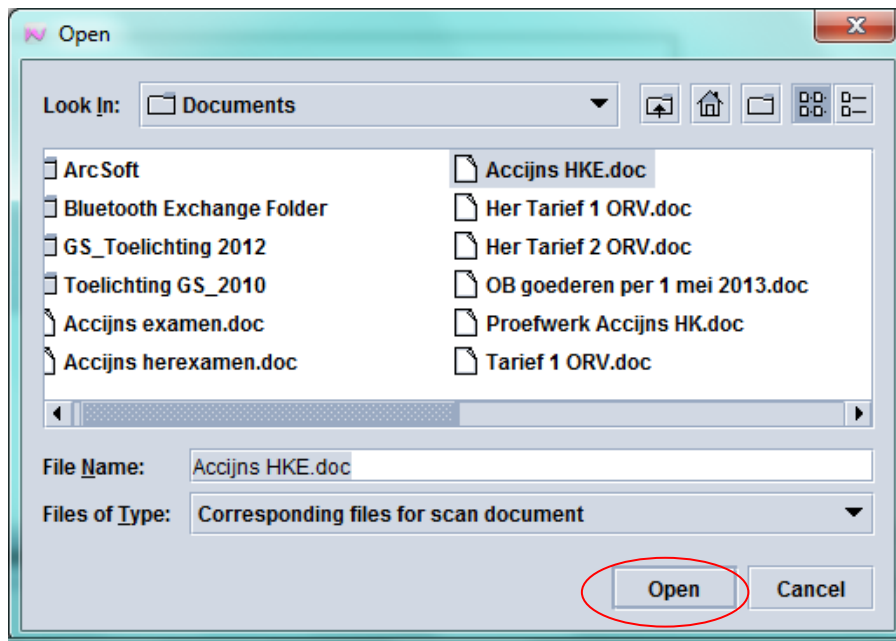 Open
Look In: Documents
ArcSoft
Bluetooth Exchange Folder
GS_Toelichting 2012
Toelichting GS_2010
Accijns examen.doc
Accijns herexamen.doc
Accijns HKE.doc
Her Tarief 1 ORV.doc
Her Tarief 2 ORV.doc
OB goederen per 1 mei 2013.doc
Proefwerk Accijns HK.doc
Tarief 1 ORV.doc
File Name: Accijns HKE.doc
Files of Type: Corresponding files for scan document
Open Cancel